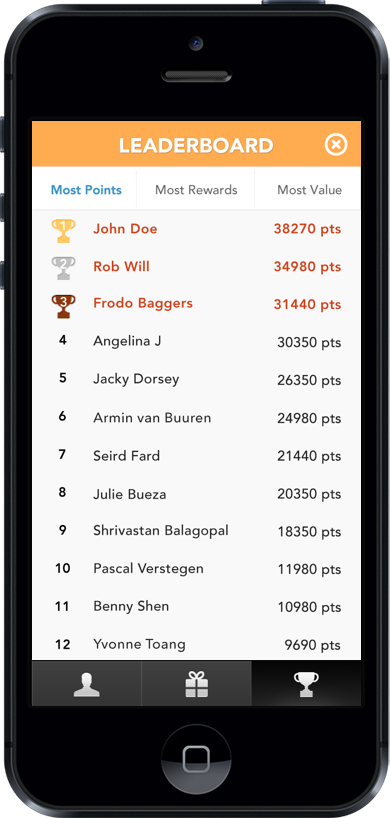 LEADERBOARD
Most Points Most Rewards Most Value
1 John Doe 38270 pts
2 Rob Will 34980 pts
3 Frodo Baggers 31440 pts
4 Angelina J 30350 pts
5 Jacky Dorsey 26350 pts
6 Armin van Buuren 24980 pts
7 Seird Fard 21440 pts
8 Julie Bueza 20350 pts
9 Shrivastan Balagopal 18350 pts
10 Pascal Verstegen 11980 pts
11 Benny Shen 10980 pts
12 Yvonne Toang 9690 pts